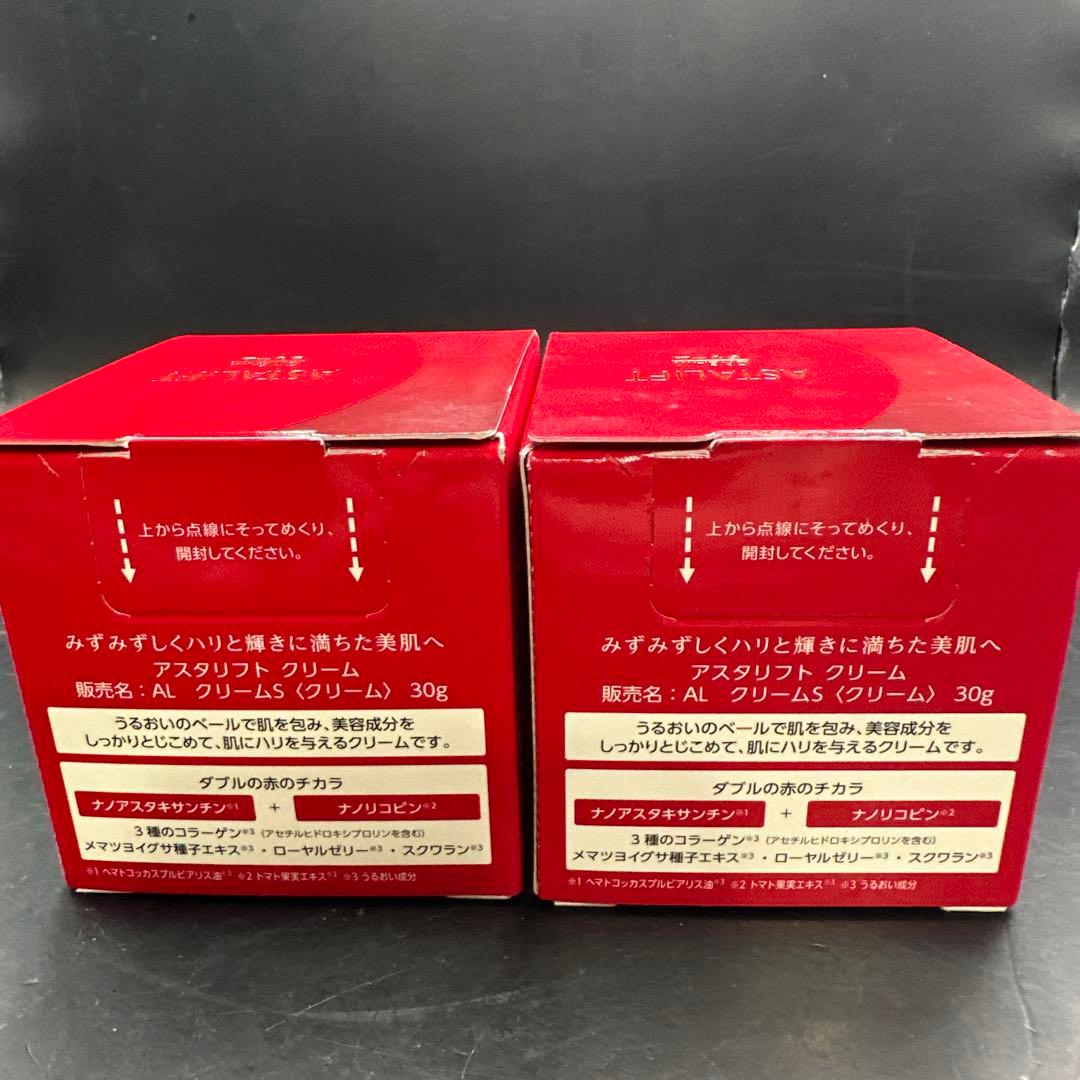 ASTALIFT
上から点線にそってめくり、
開封してください。
みずみずしくハリと輝きに満ちた美肌へ
アスタリフト クリーム
販売名：AL クリームS〈クリーム〉 30g
うるおいのベールで肌を包み、美容成分を
しっかりとじこめて、肌にハリを与えるクリームです。
ダブルの赤のチカラ
ナノアスタキサンチン※1 + ナノリコピン※2
3種のコラーゲン※3（アセチルヒドロキシプロリンを含む）
メマツヨイグサ種子エキス※3・ローヤルゼリー※3・スクワラン※3
※1 ヘマトコッカスプルビアリス油※3 ※2 トマト果実エキス※3 ※3 うるおい成分
ASTALIFT
上から点線にそってめくり、
開封してください。
みずみずしくハリと輝きに満ちた美肌へ
アスタリフト クリーム
販売名：AL クリームS〈クリーム〉 30g
うるおいのベールで肌を包み、美容成分を
しっかりとじこめて、肌にハリを与えるクリームです。
ダブルの赤のチカラ
ナノアスタキサンチン※1 + ナノリコピン※2
3種のコラーゲン※3（アセチルヒドロキシプロリンを含む）
メマツヨイグサ種子エキス※3・ローヤルゼリー※3・スクワラン※3
※1 ヘマトコッカスプルビアリス油※3 ※2 トマト果実エキス※3 ※3 うるおい成分